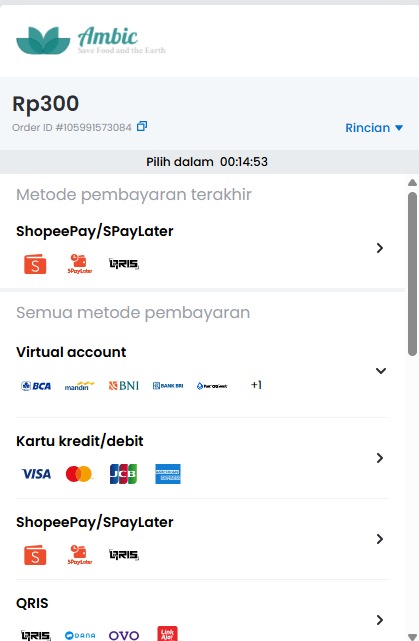 Ambic
Save Food and the Earth
Rp300
Order ID #105991573084
Rincian
Pilih dalam 00:14:53
Metode pembayaran terakhir
ShopeePay/SPayLater
S SPayLater QRIS
Semua metode pembayaran
Virtual account
BCA mandiri BNI BANK BRI PermataBank +1
Kartu kredit/debit
VISA JCB AMERICAN EXPRESS
ShopeePay/SPayLater
S SPayLater QRIS
QRIS
QRIS DANA OVO Link Aja!